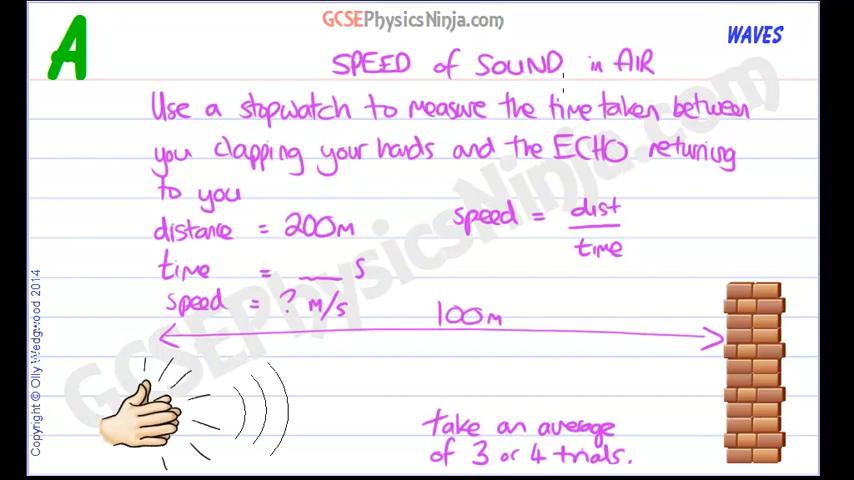 GCSEPhysicsNinja.com
A
WAVES
SPEED of SOUND in AIR
Use a stopwatch to measure the time taken between
you clapping your hands and the ECHO returning
to you
distance = 200m
speed = dist
time
time = ___ s
speed = ? m/s
100m
take an average
of 3 or 4 trials.
Copyright © Olly Wedgwood 2014
GCSEPhysicsNinja.com